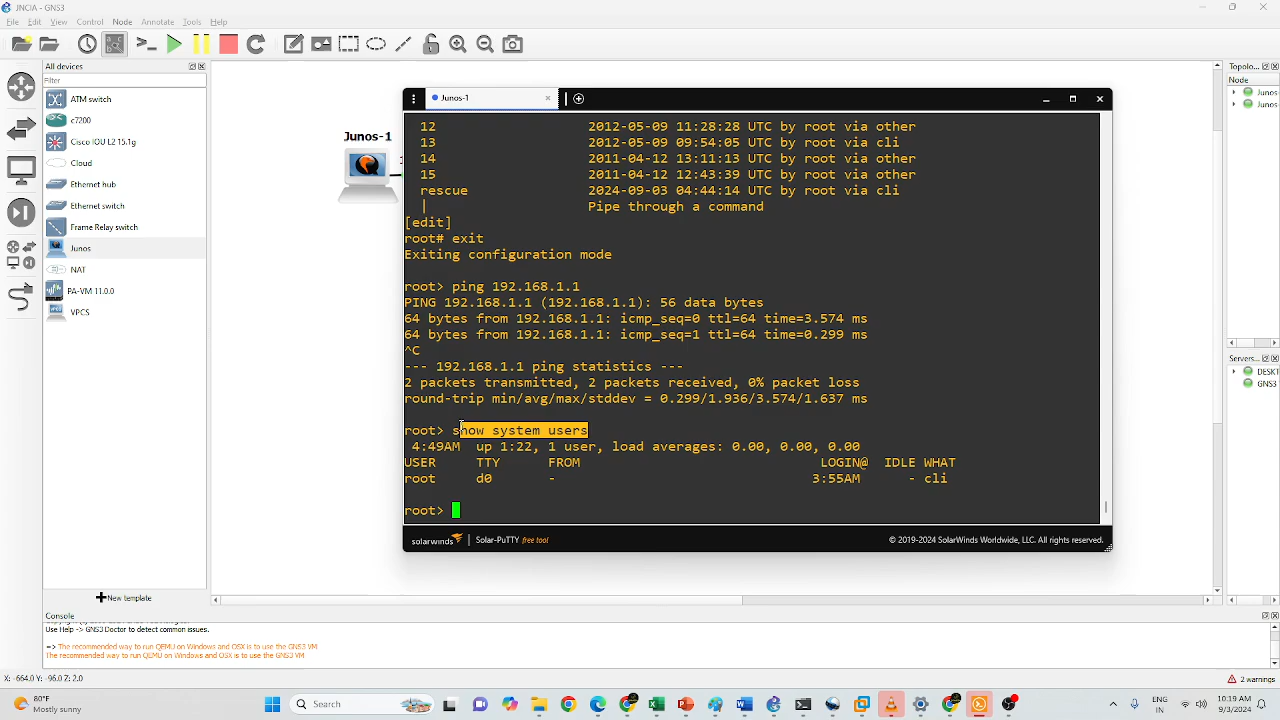 JNCIA - GNS3
File Edit View Control Node Annotate Tools Help
All devices
Filter
ATM switch
c7200
Cisco IOU L2 15.1g
Cloud
Ethernet hub
Ethernet switch
Frame Relay switch
Junos
NAT
PA-VM 11.0.0
VPCS
New template
Junos-1
Junos-1
12 2012-05-09 11:28:28 UTC by root via other
13 2012-05-09 09:54:05 UTC by root via cli
14 2011-04-12 13:11:13 UTC by root via other
15 2011-04-12 12:43:39 UTC by root via other
rescue 2024-09-03 04:44:14 UTC by root via cli
| Pipe through a command
[edit]
root# exit
Exiting configuration mode
root> ping 192.168.1.1
PING 192.168.1.1 (192.168.1.1): 56 data bytes
64 bytes from 192.168.1.1: icmp_seq=0 ttl=64 time=3.574 ms
64 bytes from 192.168.1.1: icmp_seq=1 ttl=64 time=0.299 ms
^C
--- 192.168.1.1 ping statistics ---
2 packets transmitted, 2 packets received, 0% packet loss
round-trip min/avg/max/stddev = 0.299/1.936/3.574/1.637 ms
root> show system users
4:49AM up 1:22, 1 user, load averages: 0.00, 0.00, 0.00
USER TTY FROM LOGIN@ IDLE WHAT
root d0 - 3:55AM - cli
root>
solarwinds | Solar-PuTTY free tool
© 2019-2024 SolarWinds Worldwide, LLC. All rights reserved.
Topolo...
Node
Junos
Junos
Servers...
DESKT
GNS3
Console
Use Help -> GNS3 Doctor to detect common issues.
=> The recommended way to run QEMU on Windows and OSX is to use the GNS3 VM
The recommended way to run QEMU on Windows and OSX is to use the GNS3 VM
X: -664.0 Y: -96.0 Z: 2.0
2 warnings
80°F
Mostly sunny
Search
ENG
IN
10:19 AM
9/3/2024